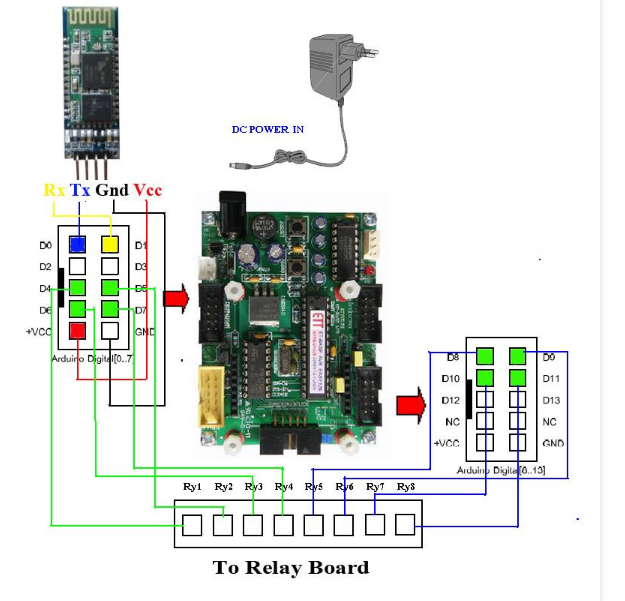 DC POWER IN
Rx Tx Gnd Vcc
D0 D1
D2 D3
D4 D5
D6 D7
+VCC GND
Arduino Digital[0..7]
ETT
D8 D9
D10 D11
D12 D13
NC NC
+VCC GND
Arduino Digital[8..13]
Ry1 Ry2 Ry3 Ry4 Ry5 Ry6 Ry7 Ry8
To Relay Board